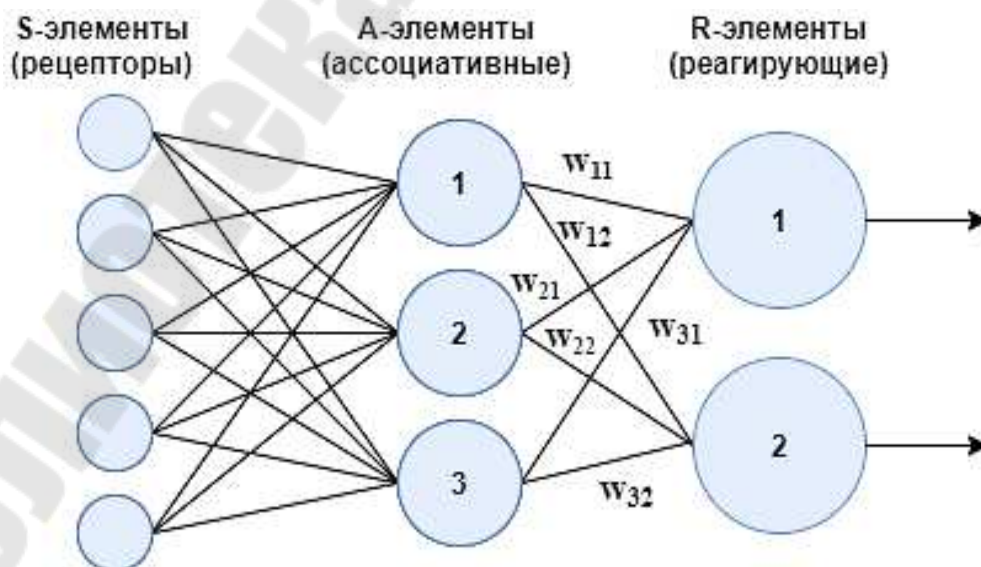 S-элементы
(рецепторы)
А-элементы
(ассоциативные)
R-элементы
(реагирующие)
1
2
3
w11
w12
w21
w22
w31
w32
1
2